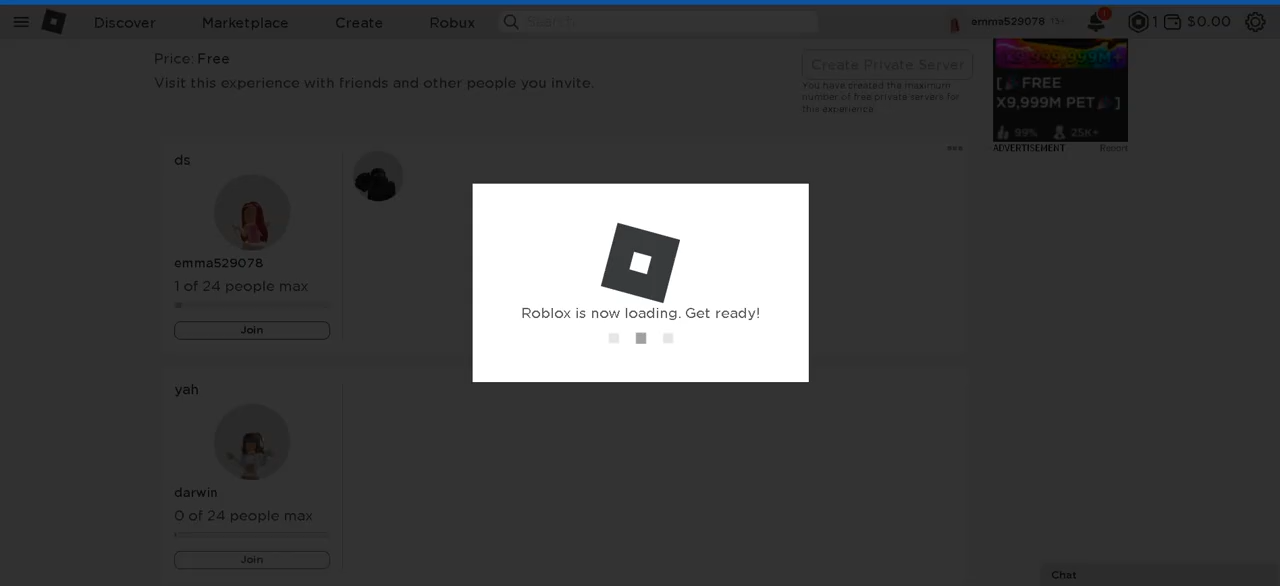 Discover Marketplace Create Robux Search emma529078 13+ 1 1 $0.00
Price: Free
Visit this experience with friends and other people you invite.
Create Private Server
You have created the maximum
number of free private servers for
this experience.
[ FREE
X9,999M PET ]
99% 25K+
ADVERTISEMENT Report
ds
emma529078
1 of 24 people max
Join
Roblox is now loading. Get ready!
yah
darwin
0 of 24 people max
Join
Chat